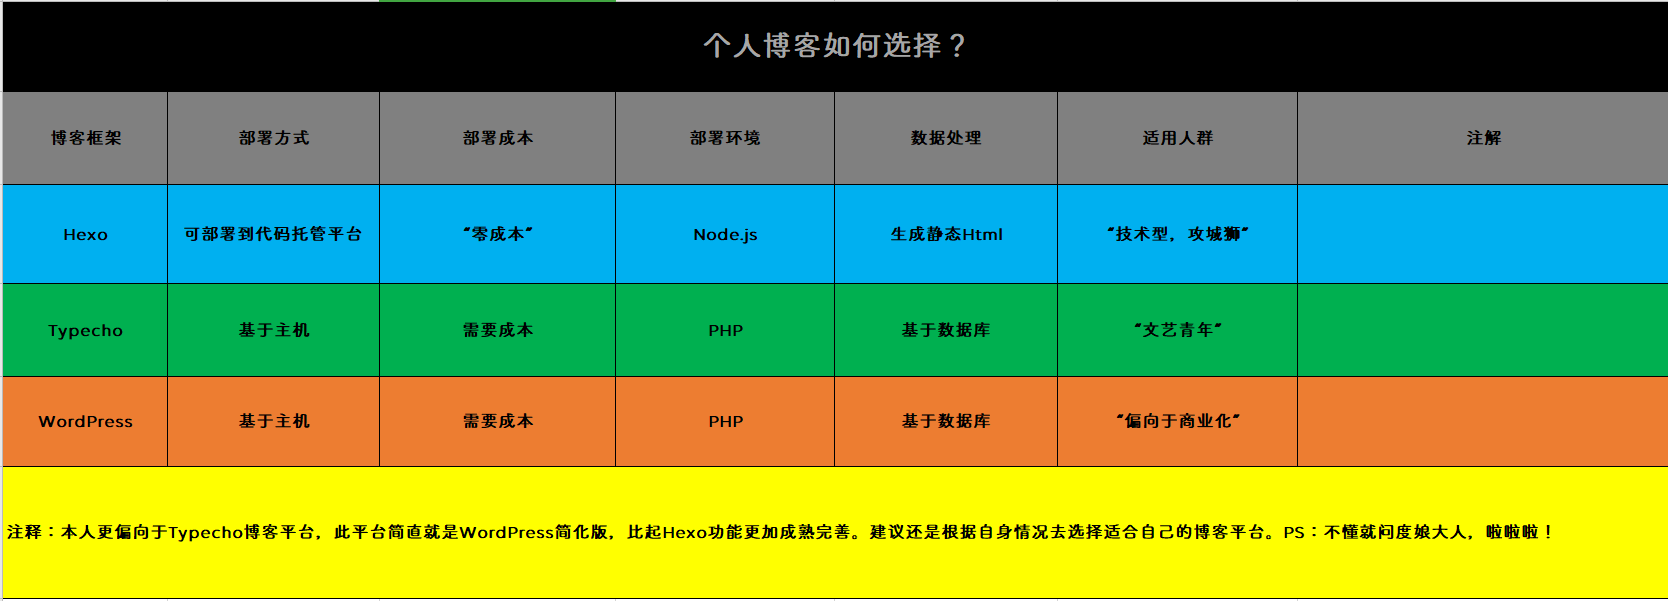 个人博客如何选择？
博客框架 部署方式 部署成本 部署环境 数据处理 适用人群 注解
Hexo 可部署到代码托管平台 “零成本” Node.js 生成静态Html “技术型，攻城狮”
Typecho 基于主机 需要成本 PHP 基于数据库 “文艺青年”
WordPress 基于主机 需要成本 PHP 基于数据库 “偏向于商业化”
注释：本人更偏向于Typecho博客平台，此平台简直就是WordPress简化版，比起Hexo功能更加成熟完善。建议还是根据自身情况去选择适合自己的博客平台。PS：不懂就问度娘大人，啦啦啦！